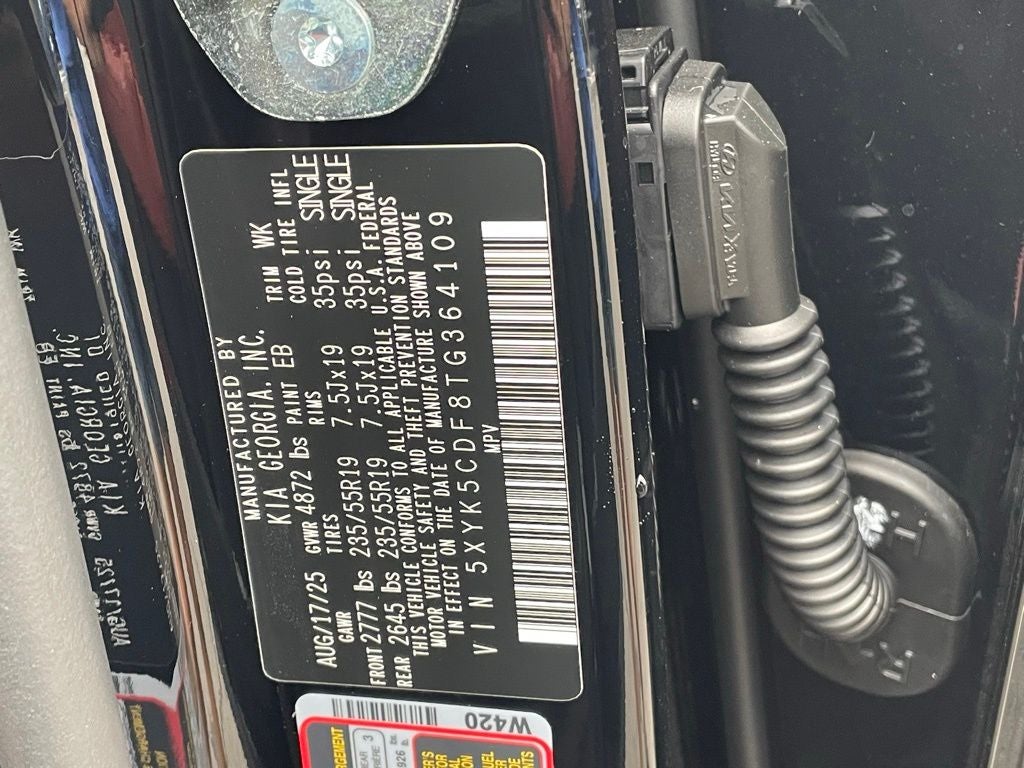 MANUFACTURED BY
KIA GEORGIA, INC.
AUG/17/25 GVWR 4872 lbs PAINT EB TRIM WK
GAWR TIRES RIMS COLD TIRE INFL
FRONT 2777 lbs 235/55R19 7.5Jx19 35psi SINGLE
REAR 2645 lbs 235/55R19 7.5Jx19 35psi SINGLE
THIS VEHICLE CONFORMS TO ALL APPLICABLE U.S.A. FEDERAL
MOTOR VEHICLE SAFETY AND THEFT PREVENTION STANDARDS
IN EFFECT ON THE DATE OF MANUFACTURE SHOWN ABOVE
VIN 5XYK5CDF8TG364109
MPV
W420
KIA